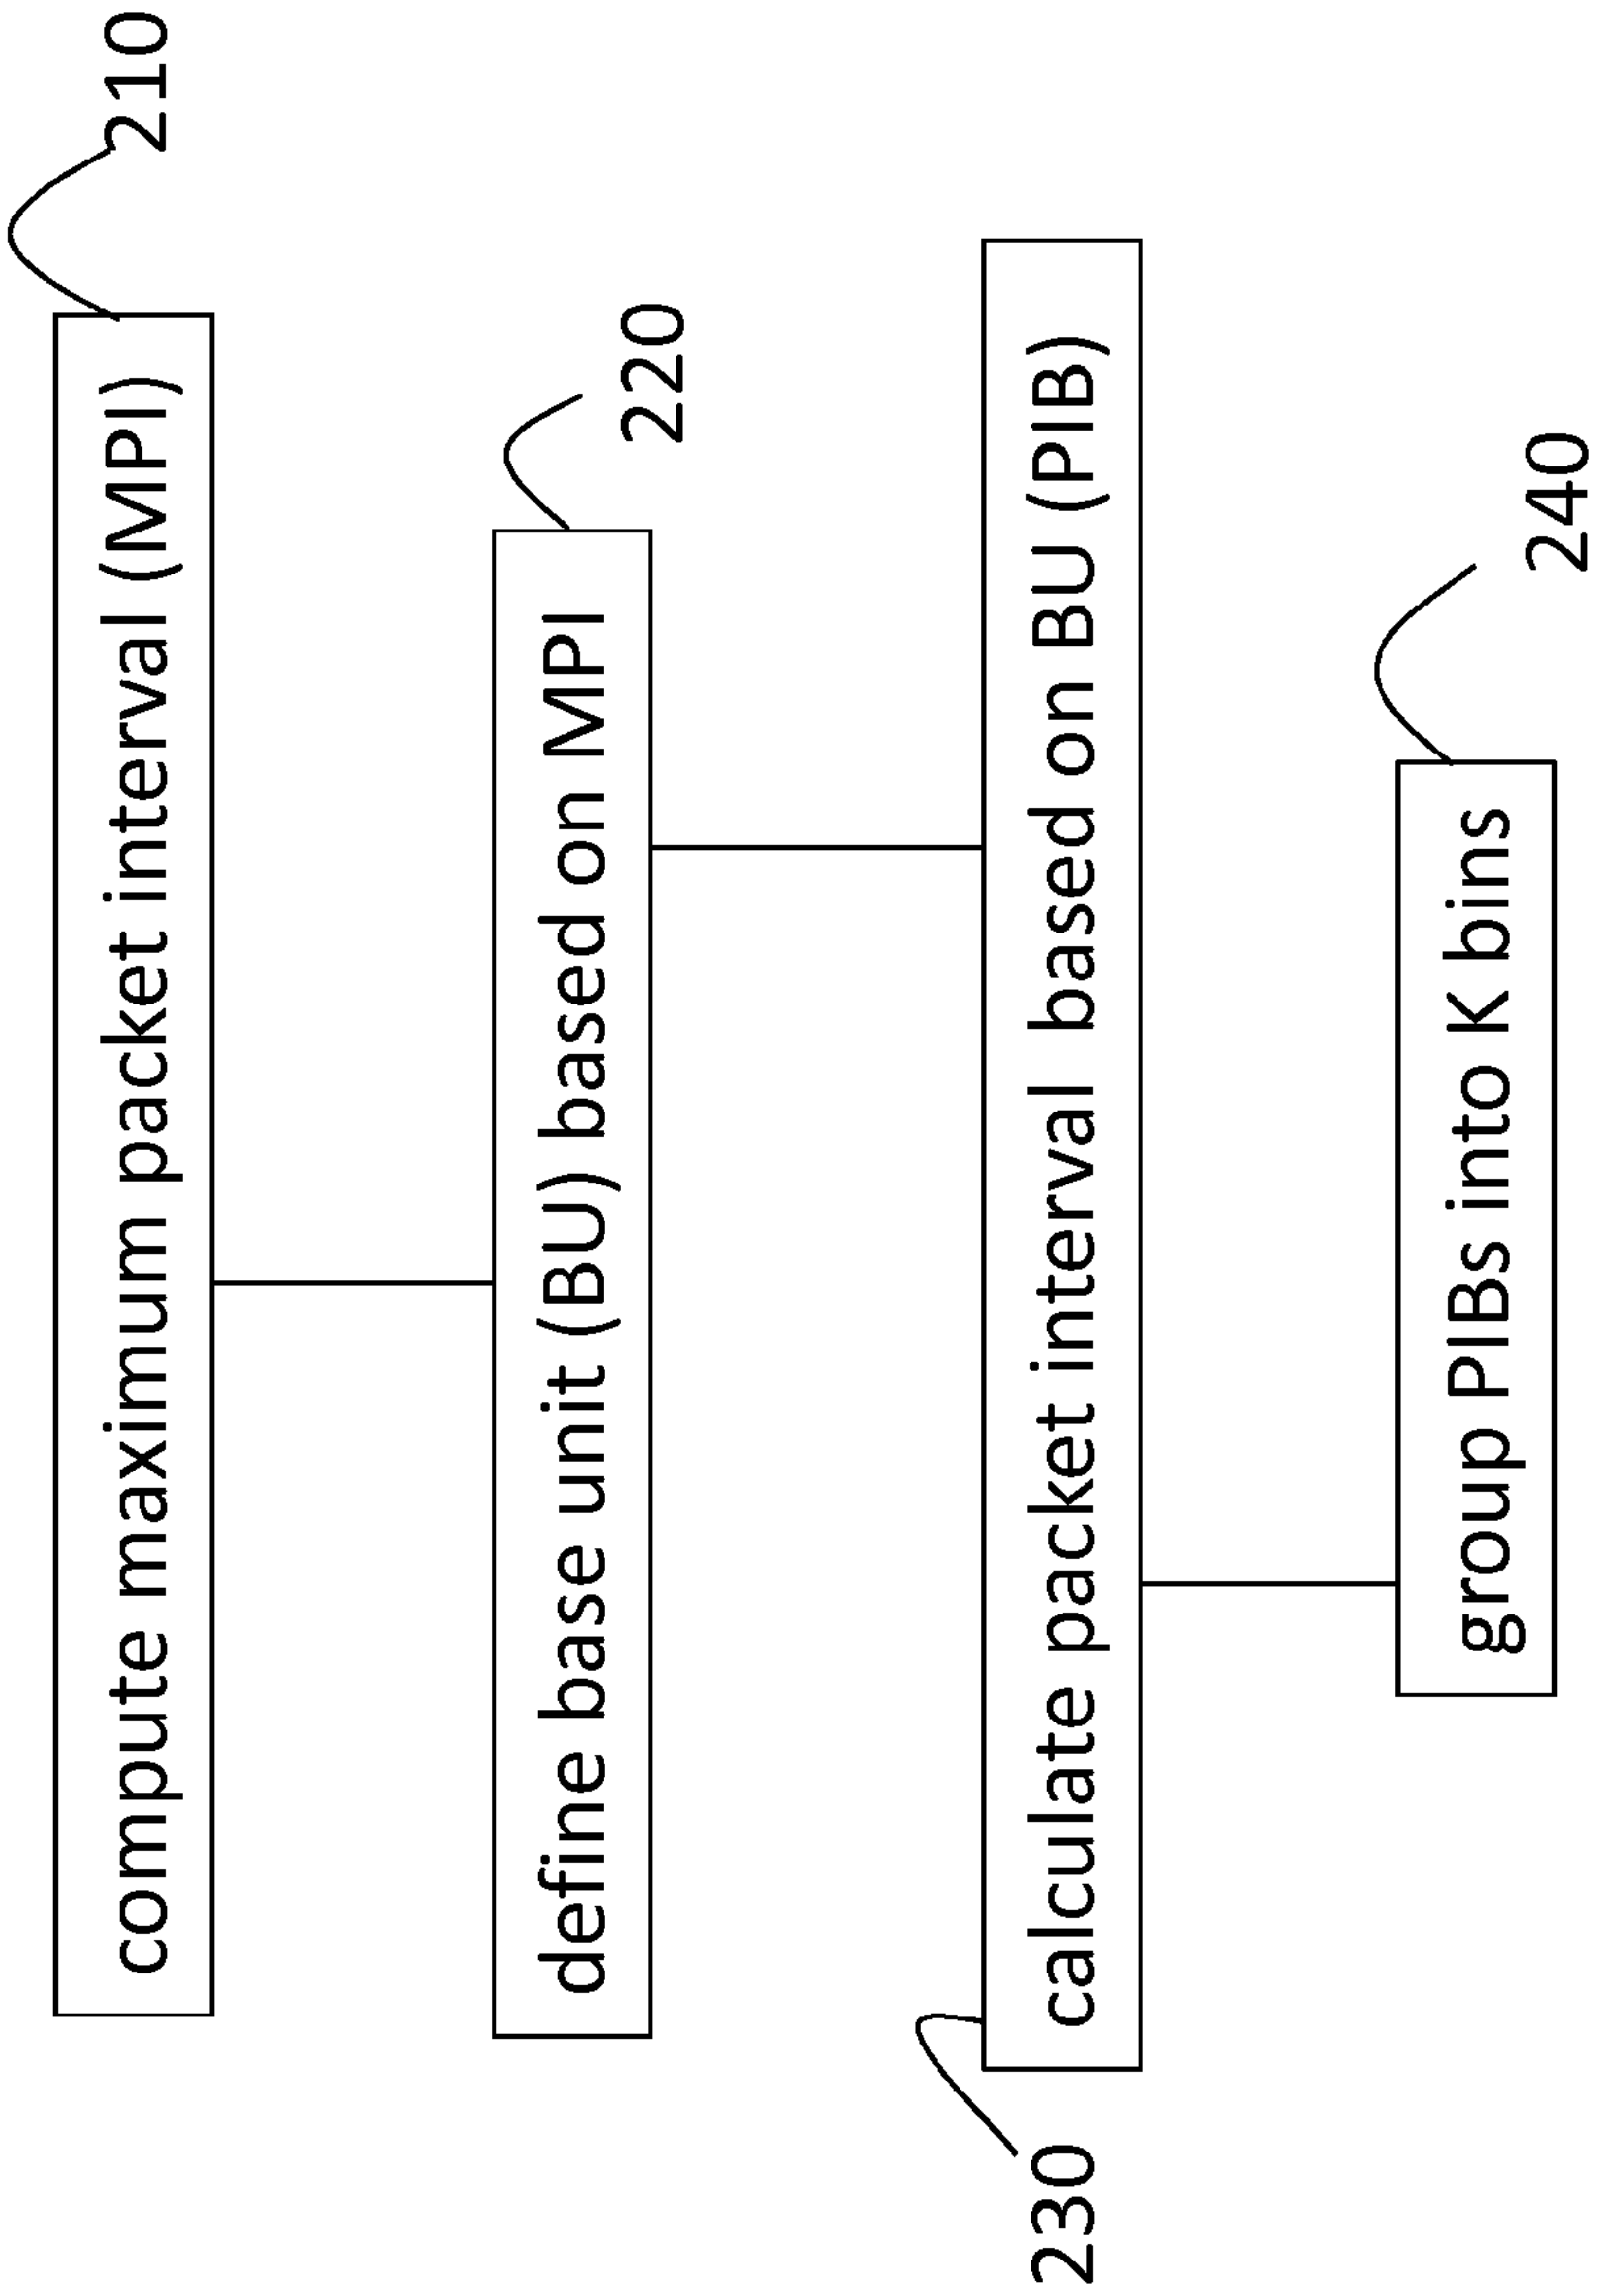 compute maximum packet interval (MPI)
210
define base unit (BU) based on MPI
220
230
calculate packet interval based on BU (PIB)
group PIBs into K bins
240